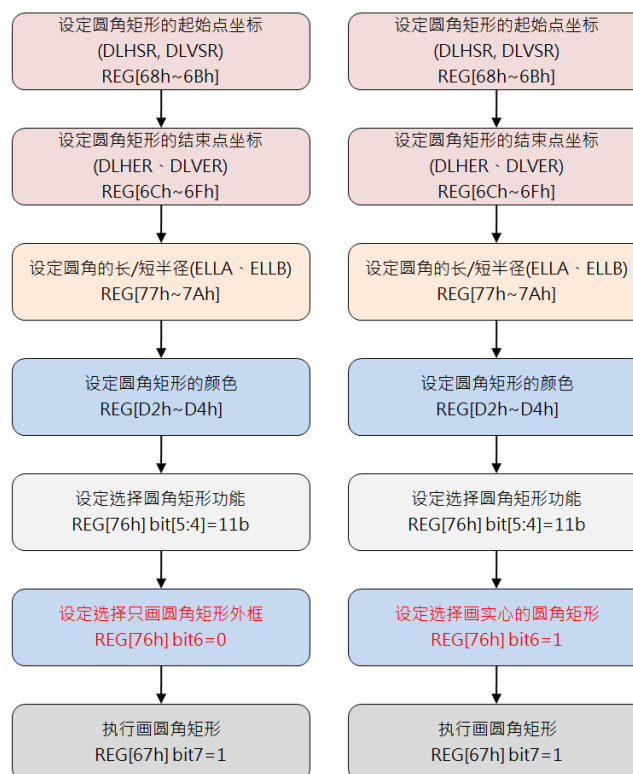 设定圆角矩形的起始点坐标
(DLHSR, DLVSR)
REG[68h~6Bh]
设定圆角矩形的结束点坐标
(DLHER、DLVER)
REG[6Ch~6Fh]
设定圆角的长/短半径(ELLA、ELLB)
REG[77h~7Ah]
设定圆角矩形的颜色
REG[D2h~D4h]
设定选择圆角矩形功能
REG[76h] bit[5:4]=11b
设定选择只画圆角矩形外框
REG[76h] bit6=0
执行画圆角矩形
REG[67h] bit7=1
设定圆角矩形的起始点坐标
(DLHSR, DLVSR)
REG[68h~6Bh]
设定圆角矩形的结束点坐标
(DLHER、DLVER)
REG[6Ch~6Fh]
设定圆角的长/短半径(ELLA、ELLB)
REG[77h~7Ah]
设定圆角矩形的颜色
REG[D2h~D4h]
设定选择圆角矩形功能
REG[76h] bit[5:4]=11b
设定选择画实心的圆角矩形
REG[76h] bit6=1
执行画圆角矩形
REG[67h] bit7=1